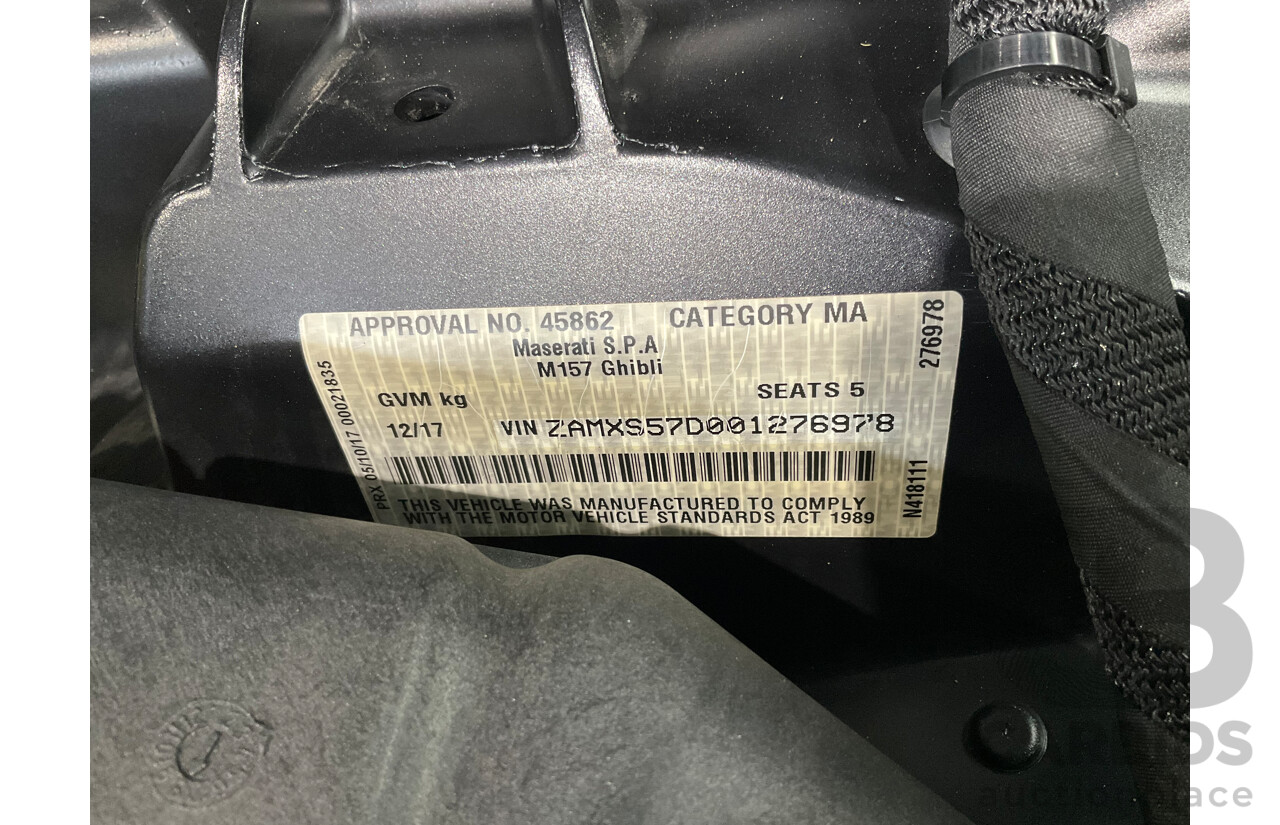 APPROVAL NO. 45862 CATEGORY MA
Maserati S.P.A
M157 Ghibli
GVM kg SEATS 5
12/17 VIN ZAMXS57D001276978
THIS VEHICLE WAS MANUFACTURED TO COMPLY
WITH THE MOTOR VEHICLE STANDARDS ACT 1989
PRX 05/10/17 00021835
276978
N418111